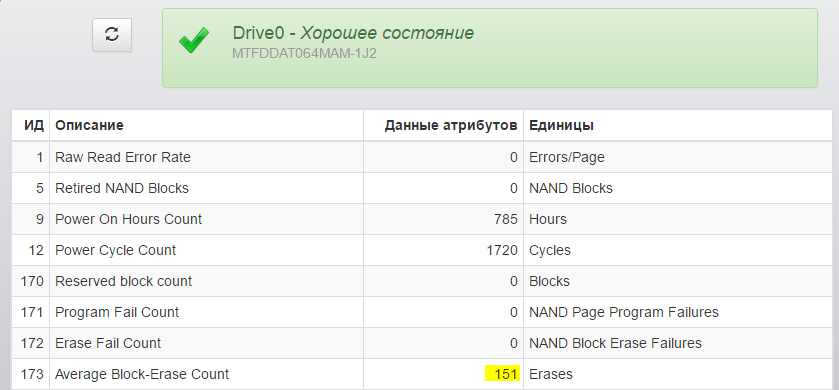 Drive0 - Хорошее состояние
MTFDDAT064MAM-1J2
ИД Описание Данные атрибутов Единицы
1 Raw Read Error Rate 0 Errors/Page
5 Retired NAND Blocks 0 NAND Blocks
9 Power On Hours Count 785 Hours
12 Power Cycle Count 1720 Cycles
170 Reserved block count 0 Blocks
171 Program Fail Count 0 NAND Page Program Failures
172 Erase Fail Count 0 NAND Block Erase Failures
173 Average Block-Erase Count 151 Erases